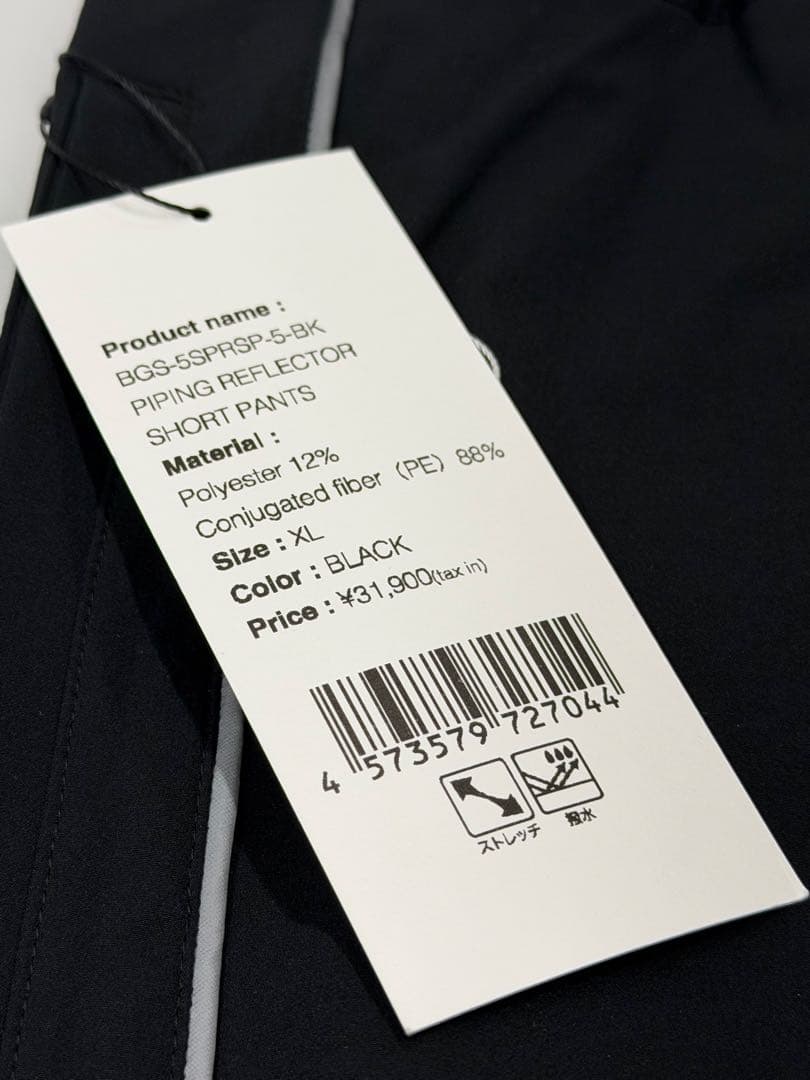 Product name :
BGS-5SPRSP-5-BK
PIPING REFLECTOR
SHORT PANTS
Material :
Polyester 12%
Conjugated fiber（PE）88%
Size : XL
Color : BLACK
Price : ¥31,900(tax in)
4 573579 727044
ストレッチ 撥水